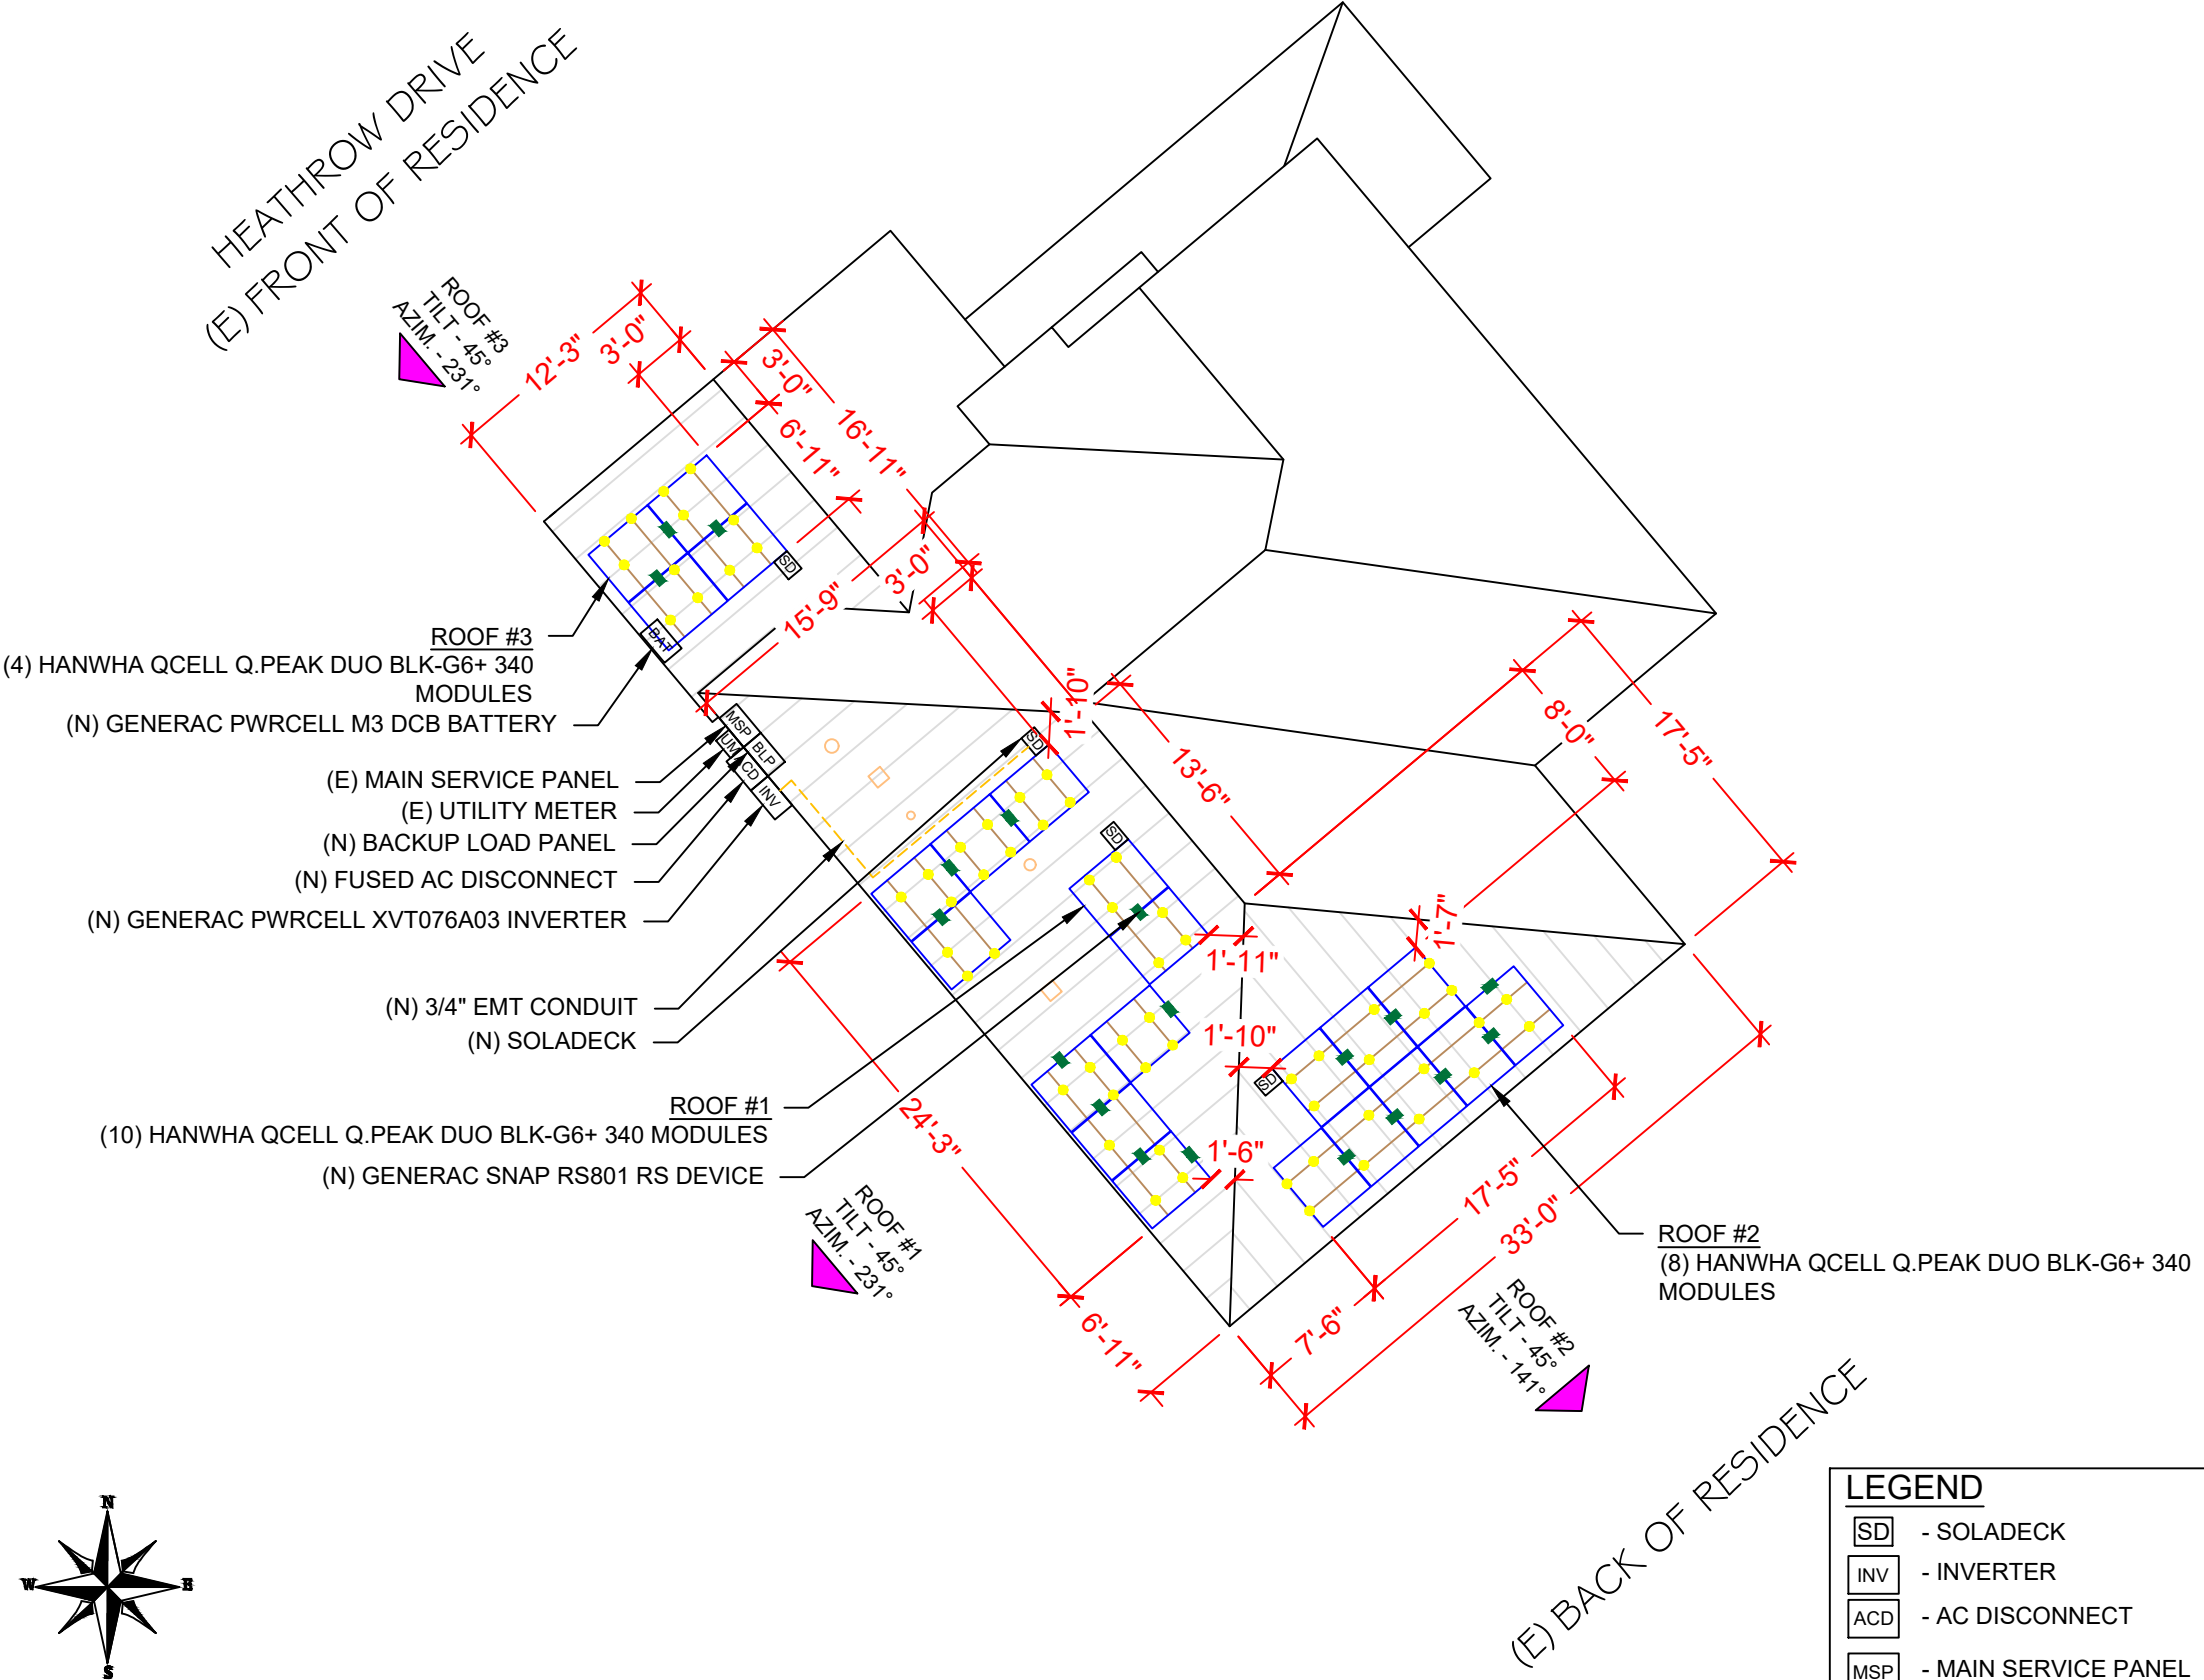 HEATHROW DRIVE
(E) FRONT OF RESIDENCE
ROOF #3
TILT - 45°
AZIM. - 231°
12'-3"
3'-0"
3'-0"
16'-11"
6'-11"
SD
15'-9"
3'-0"
ROOF #3
(4) HANWHA QCELL Q.PEAK DUO BLK-G6+ 340
MODULES
BAT
(N) GENERAC PWRCELL M3 DCB BATTERY
MSP
BLP
UM
ACD
INV
(E) MAIN SERVICE PANEL
(E) UTILITY METER
(N) BACKUP LOAD PANEL
(N) FUSED AC DISCONNECT
(N) GENERAC PWRCELL XVT076A03 INVERTER
(N) 3/4" EMT CONDUIT
(N) SOLADECK
SD
1'-10"
13'-6"
8'-0"
17'-5"
SD
1'-11"
1'-7"
1'-10"
SD
1'-6"
ROOF #1
(10) HANWHA QCELL Q.PEAK DUO BLK-G6+ 340 MODULES
(N) GENERAC SNAP RS801 RS DEVICE
24'-3"
6'-11"
ROOF #1
TILT - 45°
AZIM. - 231°
17'-5"
33'-0"
7'-6"
ROOF #2
(8) HANWHA QCELL Q.PEAK DUO BLK-G6+ 340
MODULES
ROOF #2
TILT - 45°
AZIM. - 141°
(E) BACK OF RESIDENCE
N
W
E
S
LEGEND
SD - SOLADECK
INV - INVERTER
ACD - AC DISCONNECT
MSP - MAIN SERVICE PANEL